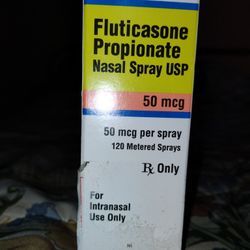 Fluticasone
Propionate
Nasal Spray USP
50 mcg
50 mcg per spray
120 Metered Sprays
℞ Only
For
Intranasal
Use Only